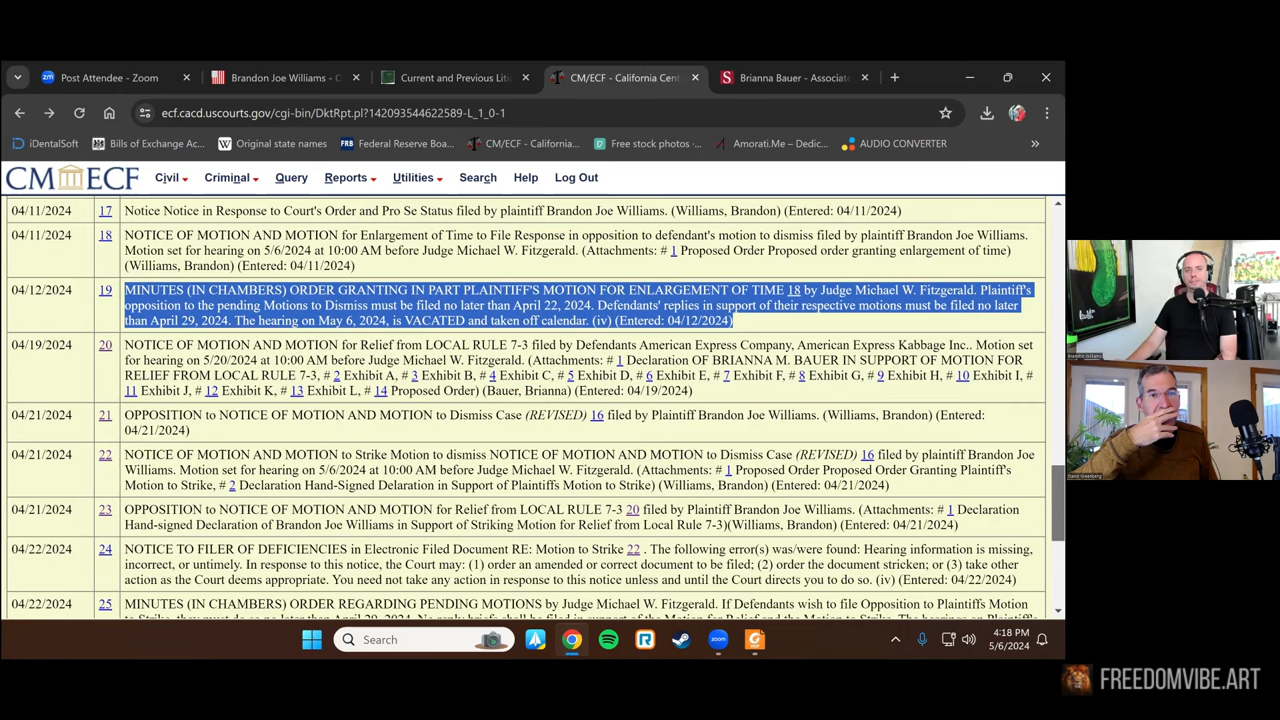 Post Attendee - Zoom
Brandon Joe Williams - C
Current and Previous Liti
CM/ECF - California Cent
Brianna Bauer - Associat
ecf.cacd.uscourts.gov/cgi-bin/DktRpt.pl?142093544622589-L_1_0-1
iDentalSoft
Bills of Exchange Ac...
Original state names
Federal Reserve Boa...
CM/ECF - California...
Free stock photos -...
Amorati.Me – Dedic...
AUDIO CONVERTER
CM ECF
Civil Criminal Query Reports Utilities Search Help Log Out
04/11/2024 17 Notice Notice in Response to Court's Order and Pro Se Status filed by plaintiff Brandon Joe Williams. (Williams, Brandon) (Entered: 04/11/2024)
04/11/2024 18 NOTICE OF MOTION AND MOTION for Enlargement of Time to File Response in opposition to defendant's motion to dismiss filed by plaintiff Brandon Joe Williams.
Motion set for hearing on 5/6/2024 at 10:00 AM before Judge Michael W. Fitzgerald. (Attachments: # 1 Proposed Order Proposed order granting enlargement of time)
(Williams, Brandon) (Entered: 04/11/2024)
04/12/2024 19 MINUTES (IN CHAMBERS) ORDER GRANTING IN PART PLAINTIFF'S MOTION FOR ENLARGEMENT OF TIME 18 by Judge Michael W. Fitzgerald. Plaintiff's
opposition to the pending Motions to Dismiss must be filed no later than April 22, 2024. Defendants' replies in support of their respective motions must be filed no later
than April 29, 2024. The hearing on May 6, 2024, is VACATED and taken off calendar. (iv) (Entered: 04/12/2024)
04/19/2024 20 NOTICE OF MOTION AND MOTION for Relief from LOCAL RULE 7-3 filed by Defendants American Express Company, American Express Kabbage Inc.. Motion set
for hearing on 5/20/2024 at 10:00 AM before Judge Michael W. Fitzgerald. (Attachments: # 1 Declaration OF BRIANNA M. BAUER IN SUPPORT OF MOTION FOR
RELIEF FROM LOCAL RULE 7-3, # 2 Exhibit A, # 3 Exhibit B, # 4 Exhibit C, # 5 Exhibit D, # 6 Exhibit E, # 7 Exhibit F, # 8 Exhibit G, # 9 Exhibit H, # 10 Exhibit I, #
11 Exhibit J, # 12 Exhibit K, # 13 Exhibit L, # 14 Proposed Order) (Bauer, Brianna) (Entered: 04/19/2024)
04/21/2024 21 OPPOSITION to NOTICE OF MOTION AND MOTION to Dismiss Case (REVISED) 16 filed by Plaintiff Brandon Joe Williams. (Williams, Brandon) (Entered:
04/21/2024)
04/21/2024 22 NOTICE OF MOTION AND MOTION to Strike Motion to dismiss NOTICE OF MOTION AND MOTION to Dismiss Case (REVISED) 16 filed by plaintiff Brandon Joe
Williams. Motion set for hearing on 5/6/2024 at 10:00 AM before Judge Michael W. Fitzgerald. (Attachments: # 1 Proposed Order Proposed Order Granting Plaintiff's
Motion to Strike, # 2 Declaration Hand-Signed Declaration in Support of Plaintiffs Motion to Strike) (Williams, Brandon) (Entered: 04/21/2024)
04/21/2024 23 OPPOSITION to NOTICE OF MOTION AND MOTION for Relief from LOCAL RULE 7-3 20 filed by Plaintiff Brandon Joe Williams. (Attachments: # 1 Declaration
Hand-signed Declaration of Brandon Joe Williams in Support of Striking Motion for Relief from Local Rule 7-3)(Williams, Brandon) (Entered: 04/21/2024)
04/22/2024 24 NOTICE TO FILER OF DEFICIENCIES in Electronic Filed Document RE: Motion to Strike 22 . The following error(s) was/were found: Hearing information is missing,
incorrect, or untimely. In response to this notice, the Court may: (1) order an amended or correct document to be filed; (2) order the document stricken; or (3) take other
action as the Court deems appropriate. You need not take any action in response to this notice unless and until the Court directs you to do so. (iv) (Entered: 04/22/2024)
04/22/2024 25 MINUTES (IN CHAMBERS) ORDER REGARDING PENDING MOTIONS by Judge Michael W. Fitzgerald. If Defendants wish to file Opposition to Plaintiffs Motion
Brandon Williams
David Greenberg
Search
4:18 PM
5/6/2024
FREEDOMVIBE.ART